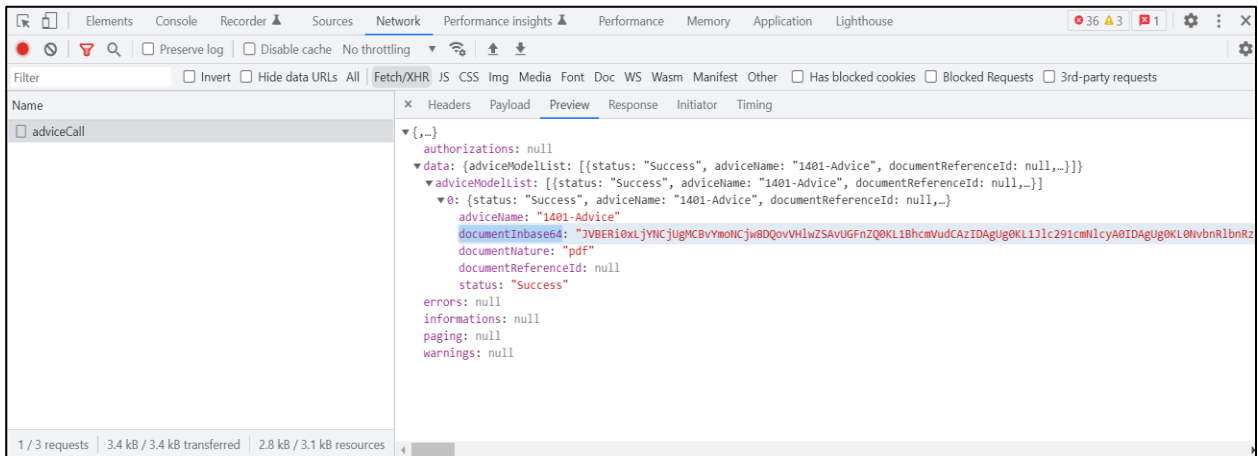 Elements Console Recorder Sources Network Performance insights Performance Memory Application Lighthouse 36 3 1
Preserve log Disable cache No throttling
Filter Invert Hide data URLs All Fetch/XHR JS CSS Img Media Font Doc WS Wasm Manifest Other Has blocked cookies Blocked Requests 3rd-party requests
Name × Headers Payload Preview Response Initiator Timing
adviceCall
▼{,…}
authorizations: null
▼data: {adviceModelList: [{status: "Success", adviceName: "1401-Advice", documentReferenceId: null,…}]}
▼adviceModelList: [{status: "Success", adviceName: "1401-Advice", documentReferenceId: null,…}]
▼0: {status: "Success", adviceName: "1401-Advice", documentReferenceId: null,…}
adviceName: "1401-Advice"
documentInbase64: "JVBERi0xLjYNCjUgMCBvYmoNCjw8DQovVHlwZSAvUGFnZQ0KL1BhcmVudCAzIDAgUg0KL1Jlc291cmNlcyA0IDAgUg0KL0NvbnRlbnRz
documentNature: "pdf"
documentReferenceId: null
status: "Success"
errors: null
informations: null
paging: null
warnings: null
1 / 3 requests 3.4 kB / 3.4 kB transferred 2.8 kB / 3.1 kB resources